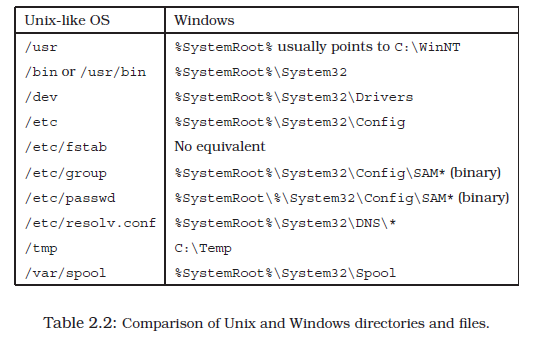 Unix-like OS Windows
/usr %SystemRoot% usually points to C:\WinNT
/bin or /usr/bin %SystemRoot%\System32
/dev %SystemRoot%\System32\Drivers
/etc %SystemRoot%\System32\Config
/etc/fstab No equivalent
/etc/group %SystemRoot%\System32\Config\SAM* (binary)
/etc/passwd %SystemRoot\%\System32\Config\SAM* (binary)
/etc/resolv.conf %SystemRoot%\System32\DNS\*
/tmp C:\Temp
/var/spool %SystemRoot%\System32\Spool
Table 2.2: Comparison of Unix and Windows directories and files.